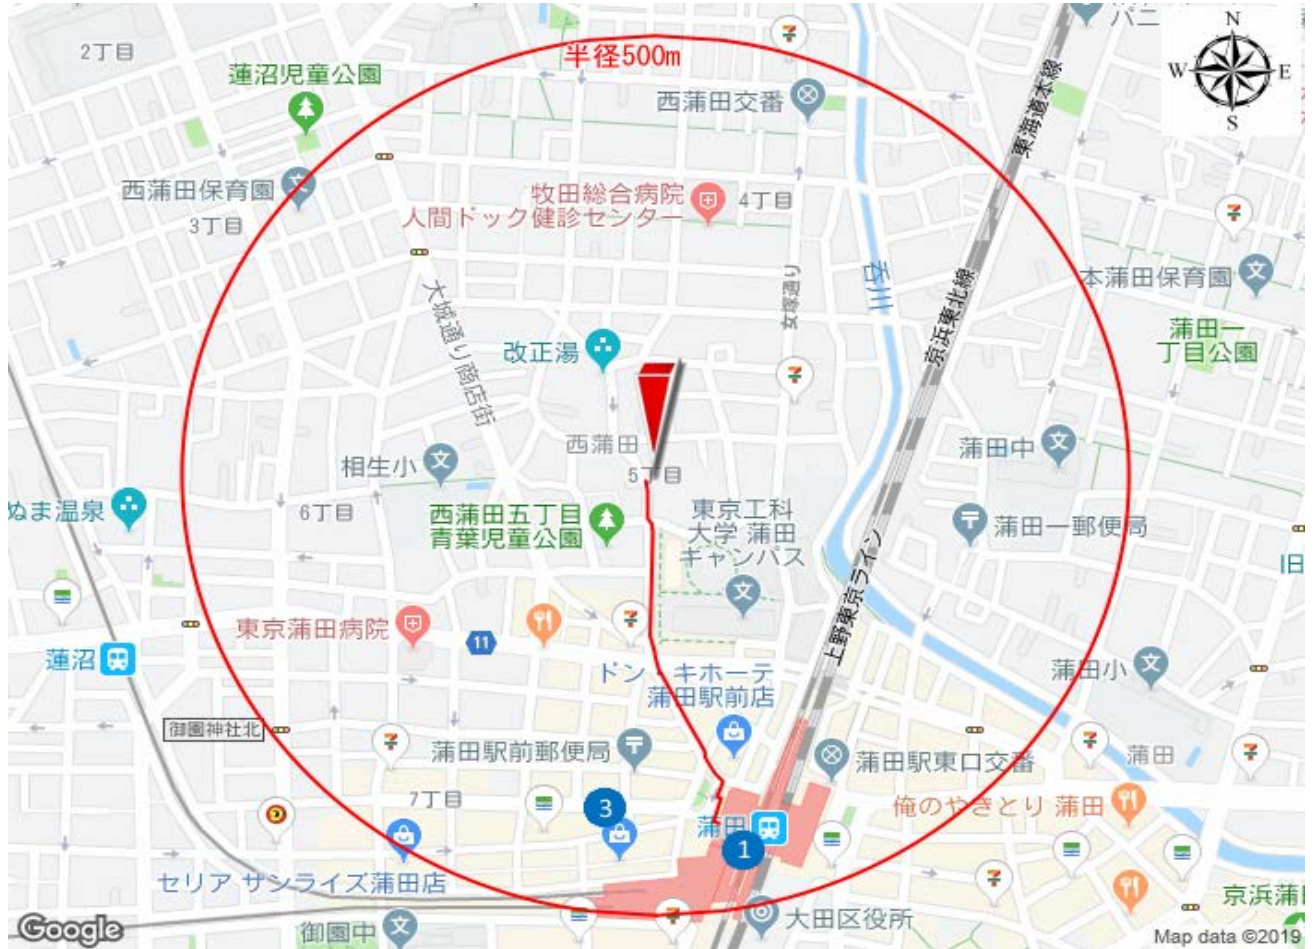 パニ
N
W
E
S
2丁目
半径500m
蓮沼児童公園
西蒲田交番
東海道本線
西蒲田保育園
3丁目
牧田総合病院
人間ドック健診センター
4丁目
女塚通り
呑川
京浜東北線
本蒲田保育園
大城通り商店街
改正湯
蒲田一
丁目公園
西蒲田
5丁目
相生小
蒲田中
ぬま温泉
6丁目
西蒲田五丁目
青葉児童公園
東京工科
大学 蒲田
キャンパス
蒲田一郵便局
上野東京ライン
旧
東京蒲田病院
11
蓮沼
ドン・キホーテ
蒲田駅前店
蒲田小
御園神社北
蒲田駅前郵便局
蒲田駅東口交番
蒲田
7丁目
3
蒲田
1
俺のやきとり 蒲田
セリア サンライズ蒲田店
京浜蒲
御園中
大田区役所
Google
Map data ©2019